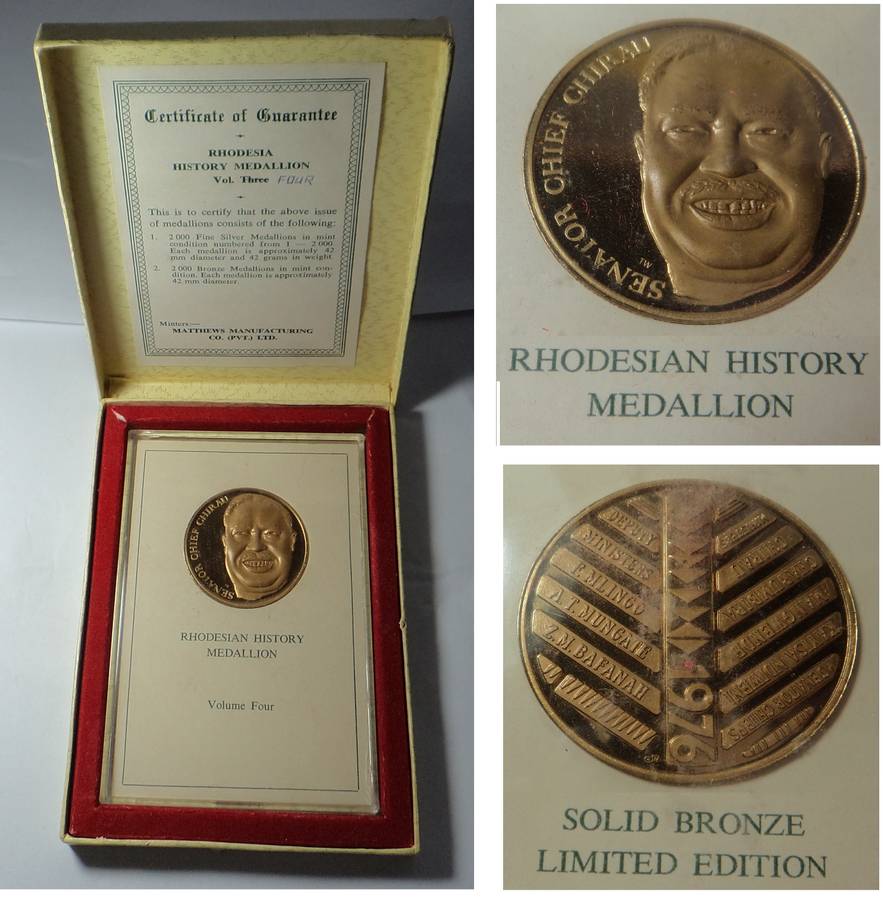 Certificate of Guarantee
RHODESIA
HISTORY MEDALLION
Vol. Three FOUR
This is to certify that the above issue
of medallions consists of the following:
1. 2 000 Fine Silver Medallions in mint
condition numbered from 1 — 2 000
Each medallion is approximately 42
mm diameter and 42 grams in weight.
2. 2 000 Bronze Medallions in mint con-
dition. Each medallion is approximately
42 mm diameter.
Minters:—
MATTHEWS MANUFACTURING
CO. (PVT.) LTD.
SENATOR CHIEF CHIRAU
RHODESIAN HISTORY
MEDALLION
Volume Four
SENATOR CHIEF CHIRAU
TW
RHODESIAN HISTORY
MEDALLION
DEPUTY
MINISTERS
F. MLINGO
A. T. MUNGATE
Z. M. BAFANAH
1976
SENATOR CHIEFS
SOLID BRONZE
LIMITED EDITION